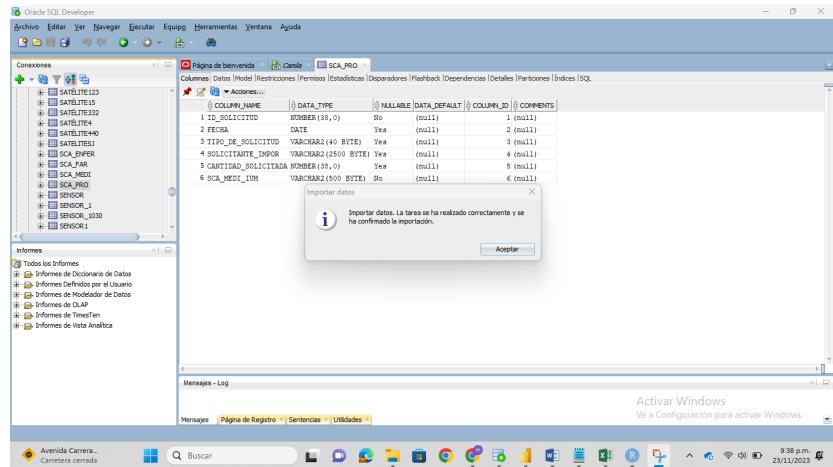 Oracle SQL Developer
Archivo Editar Ver Navegar Ejecutar Equipo Herramientas Ventana Ayuda
Conexiones
SATÉLITE123
SATÉLITE15
SATÉLITE332
SATÉLITE4
SATÉLITE440
SATELITESJ
SCA_ENFER
SCA_FAR
SCA_MEDI
SCA_PRO
SENSOR
SENSOR_1
SENSOR_1030
SENSOR1
Informes
Todos los Informes
Informes de Diccionario de Datos
Informes Definidos por el Usuario
Informes de Modelador de Datos
Informes de OLAP
Informes de TimesTen
Informes de Vista Analítica
Página de bienvenida Camila SCA_PRO
Columnas Datos Model Restricciones Permisos Estadísticas Disparadores Flashback Dependencias Detalles Particiones Índices SQL
Acciones...
COLUMN_NAME DATA_TYPE NULLABLE DATA_DEFAULT COLUMN_ID COMMENTS
1 ID_SOLICITUD NUMBER(38,0) No (null) 1 (null)
2 FECHA DATE Yes (null) 2 (null)
3 TIPO_DE_SOLICITUD VARCHAR2(40 BYTE) Yes (null) 3 (null)
4 SOLICITANTE_IMPOR VARCHAR2(2500 BYTE) Yes (null) 4 (null)
5 CANTIDAD_SOLICITADA NUMBER(38,0) Yes (null) 5 (null)
6 SCA_MEDI_IUM VARCHAR2(500 BYTE) No (null) 6 (null)
Importar datos
Importar datos. La tarea se ha realizado correctamente y se
ha confirmado la importación.
Aceptar
Mensajes - Log
Mensajes Página de Registro Sentencias Utilidades
Activar Windows
Ve a Configuración para activar Windows.
Avenida Carrera...
Carretera cerrada
Buscar
9:38 p.m.
23/11/2023